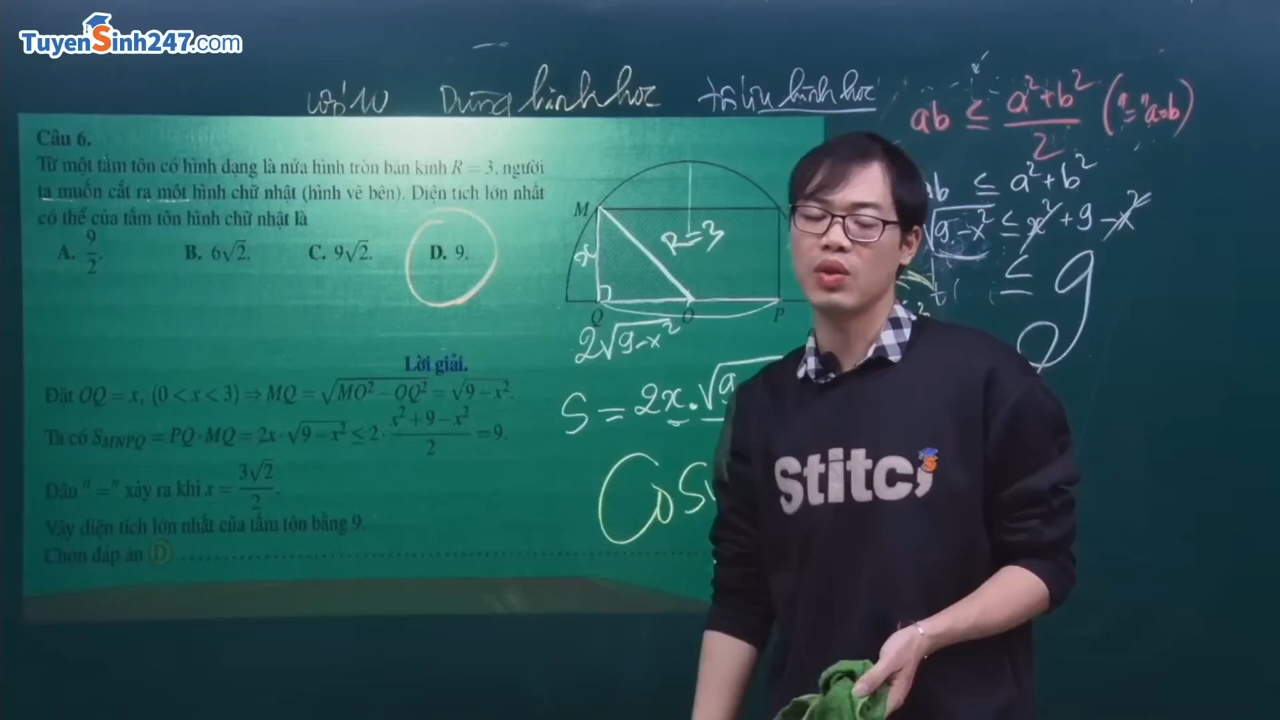 TuyenSinh247.com
Lớp 10 Dùng hình học tối ưu hình học
Câu 6.
Từ một tấm tôn có hình dạng là nửa hình tròn bán kính R = 3, người
ta muốn cắt ra một hình chữ nhật (hình vẽ bên). Diện tích lớn nhất
có thể của tấm tôn hình chữ nhật là
A. 9/2. B. 6√2. C. 9√2. D. 9.
M
x
R = 3
Q O P
2√9-x²
Lời giải.
Đặt OQ = x, (0 < x < 3) ⇒ MQ = √MO² - OQ² = √9 - x².
Ta có S_MNPQ = PQ · MQ = 2x · √9 - x² ≤ 2 · (x² + 9 - x²)/2 = 9.
Dấu "=" xảy ra khi x = 3√2/2.
Vậy diện tích lớn nhất của tấm tôn bằng 9.
Chọn đáp án D
S = 2x.√9
Cos
ab ≤ (a²+b²)/2 ("=" a=b)
ab ≤ a²+b²
√9-x² ≤ x²+9-x²
≤ 9
Stitch